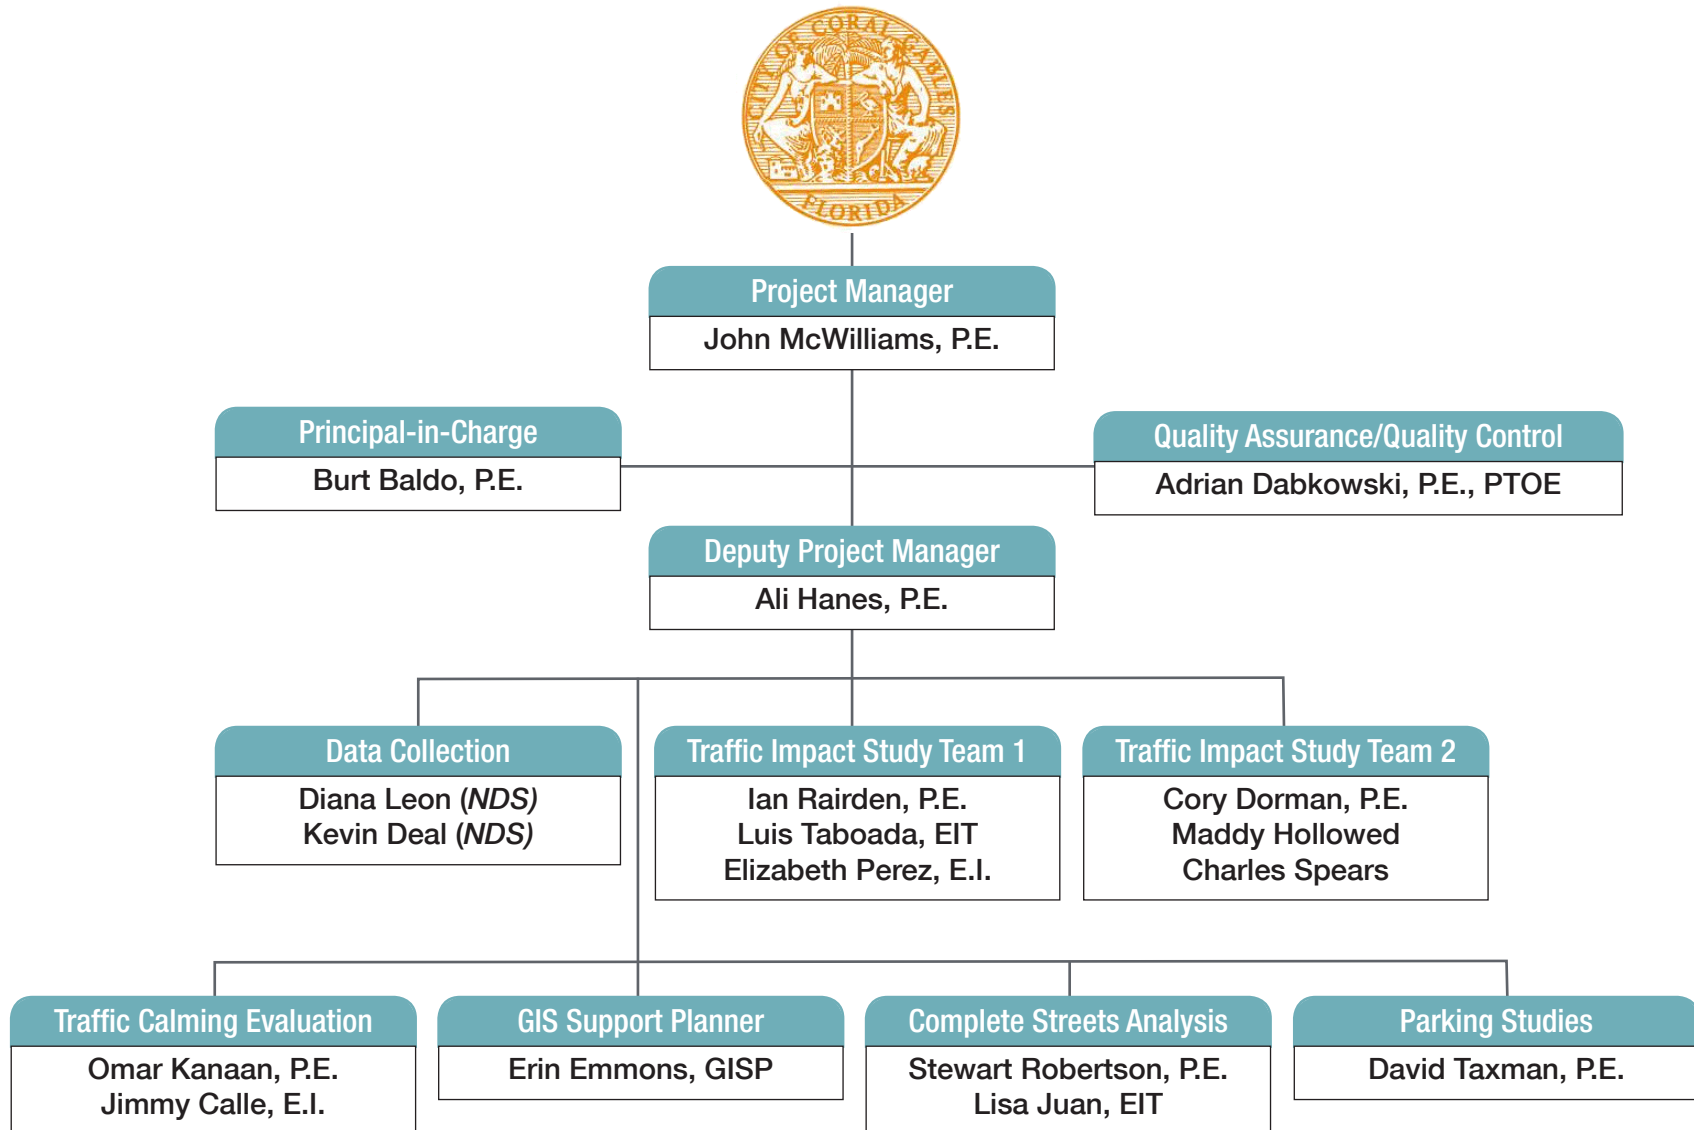 CITY OF CORAL GABLES
FLORIDA
Project Manager
John McWilliams, P.E.
Principal-in-Charge
Burt Baldo, P.E.
Quality Assurance/Quality Control
Adrian Dabkowski, P.E., PTOE
Deputy Project Manager
Ali Hanes, P.E.
Data Collection
Diana Leon (NDS)
Kevin Deal (NDS)
Traffic Impact Study Team 1
Ian Rairden, P.E.
Luis Taboada, EIT
Elizabeth Perez, E.I.
Traffic Impact Study Team 2
Cory Dorman, P.E.
Maddy Hollowed
Charles Spears
Traffic Calming Evaluation
Omar Kanaan, P.E.
Jimmy Calle, E.I.
GIS Support Planner
Erin Emmons, GISP
Complete Streets Analysis
Stewart Robertson, P.E.
Lisa Juan, EIT
Parking Studies
David Taxman, P.E.